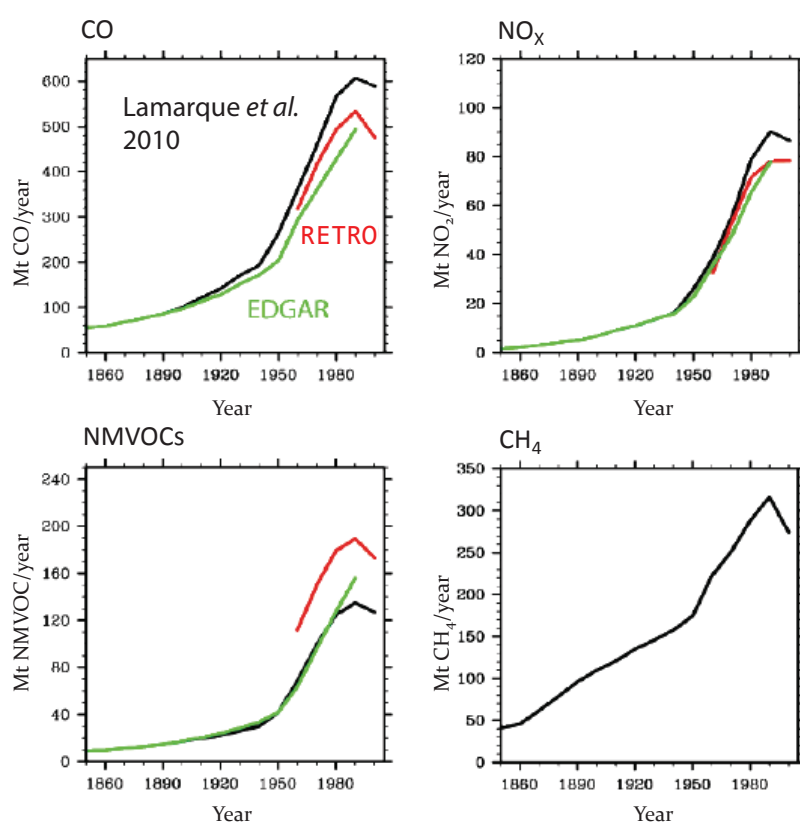 CO
Mt CO/year
600
500
400
300
200
100
0
Lamarque et al.
2010
RETRO
EDGAR
1860 1890 1920 1950 1980
Year
NOX
Mt NO2/year
120
100
80
60
40
20
0
1860 1890 1920 1950 1980
Year
NMVOCs
Mt NMVOC/year
240
200
160
120
80
40
0
1860 1890 1920 1950 1980
Year
CH4
Mt CH4/year
350
300
250
200
150
100
50
0
1860 1890 1920 1950 1980
Year